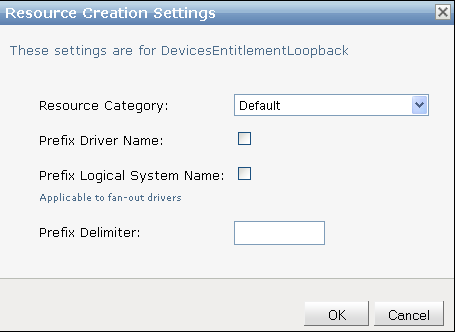 Resource Creation Settings
These settings are for DevicesEntitlementLoopback
Resource Category: Default
Prefix Driver Name:
Prefix Logical System Name:
Applicable to fan-out drivers
Prefix Delimiter:
OK Cancel